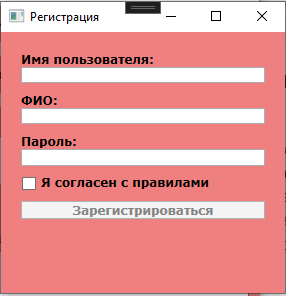 Регистрация
Имя пользователя:
ФИО:
Пароль:
Я согласен с правилами
Зарегистрироваться